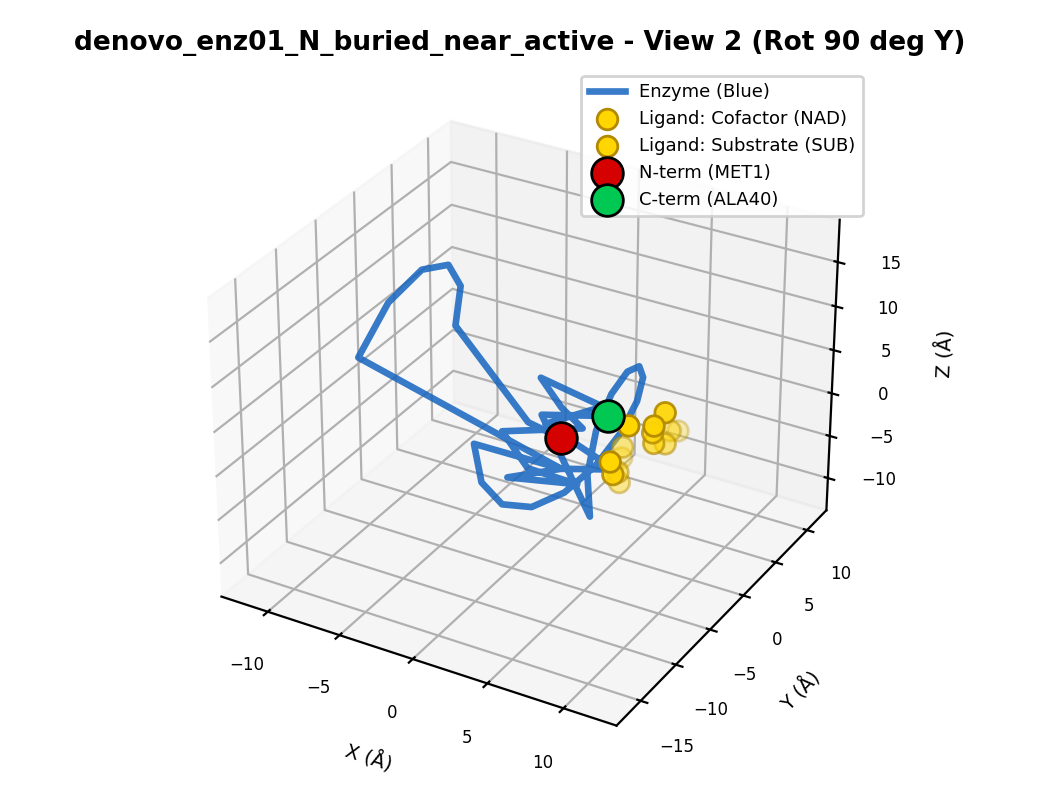 denovo_enz01_N_buried_near_active - View 2 (Rot 90 deg Y)
Enzyme (Blue)
Ligand: Cofactor (NAD)
Ligand: Substrate (SUB)
N-term (MET1)
C-term (ALA40)
15
10
5
0
−5
−10
Z (Å)
10
5
0
−5
−10
−15
Y (Å)
−10
−5
0
5
10
X (Å)